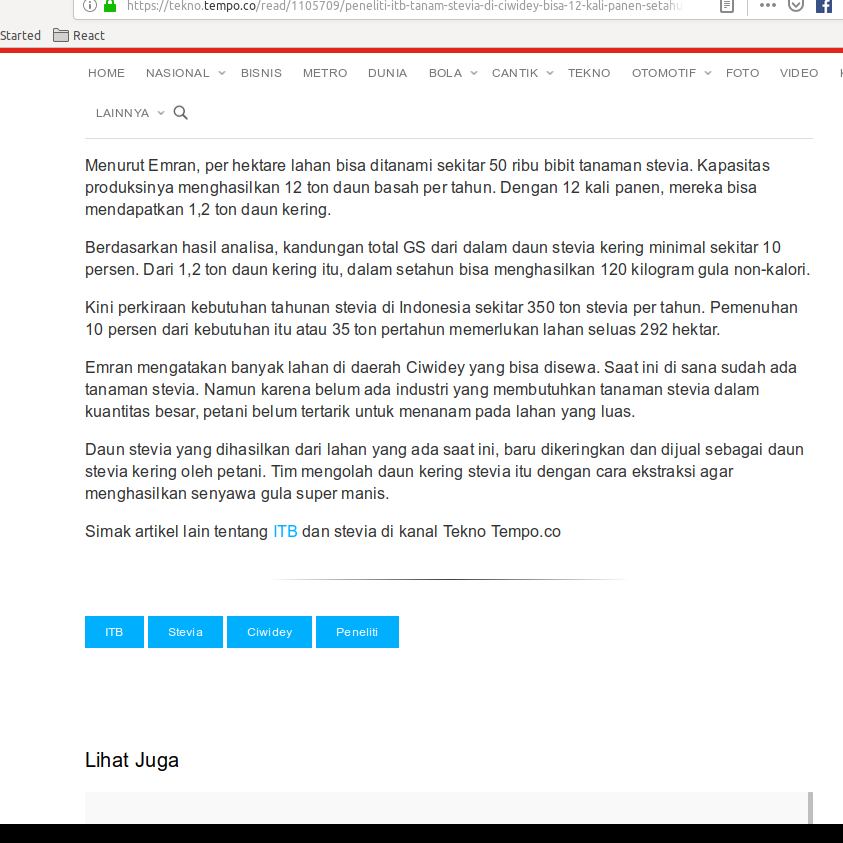 https://tekno.tempo.co/read/1105709/peneliti-itb-tanam-stevia-di-ciwidey-bisa-12-kali-panen-setahu
Started React
HOME NASIONAL BISNIS METRO DUNIA BOLA CANTIK TEKNO OTOMOTIF FOTO VIDEO
LAINNYA
Menurut Emran, per hektare lahan bisa ditanami sekitar 50 ribu bibit tanaman stevia. Kapasitas
produksinya menghasilkan 12 ton daun basah per tahun. Dengan 12 kali panen, mereka bisa
mendapatkan 1,2 ton daun kering.
Berdasarkan hasil analisa, kandungan total GS dari dalam daun stevia kering minimal sekitar 10
persen. Dari 1,2 ton daun kering itu, dalam setahun bisa menghasilkan 120 kilogram gula non-kalori.
Kini perkiraan kebutuhan tahunan stevia di Indonesia sekitar 350 ton stevia per tahun. Pemenuhan
10 persen dari kebutuhan itu atau 35 ton pertahun memerlukan lahan seluas 292 hektar.
Emran mengatakan banyak lahan di daerah Ciwidey yang bisa disewa. Saat ini di sana sudah ada
tanaman stevia. Namun karena belum ada industri yang membutuhkan tanaman stevia dalam
kuantitas besar, petani belum tertarik untuk menanam pada lahan yang luas.
Daun stevia yang dihasilkan dari lahan yang ada saat ini, baru dikeringkan dan dijual sebagai daun
stevia kering oleh petani. Tim mengolah daun kering stevia itu dengan cara ekstraksi agar
menghasilkan senyawa gula super manis.
Simak artikel lain tentang ITB dan stevia di kanal Tekno Tempo.co
ITB Stevia Ciwidey Peneliti
Lihat Juga